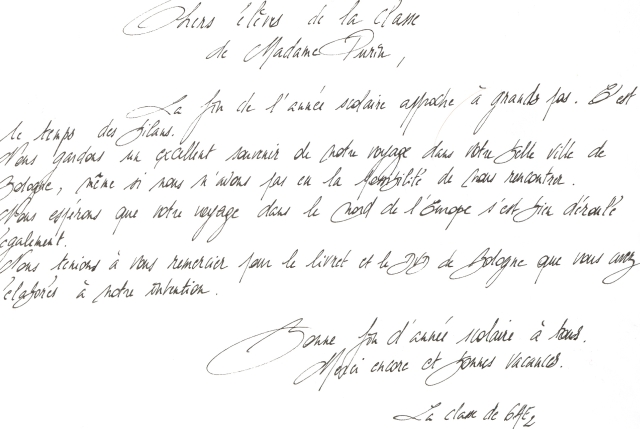 Chers élèves de la classe
de Madame Purin,
La fin de l'année scolaire approche à grands pas. C'est
le temps des bilans.
Nous gardons un excellent souvenir de notre voyage dans votre belle ville de
Bologne, même si nous n'avons pas eu la possibilité de nous rencontrer.
Nous espérons que votre voyage dans le nord de l'Europe s'est bien déroulé
également.
Nous tenions à vous remercier pour le livret et le DVD de Bologne que vous avez
élaborés à notre intention.
Bonne fin d'année scolaire à tous.
Merci encore et bonnes vacances.
La classe de 6AE2